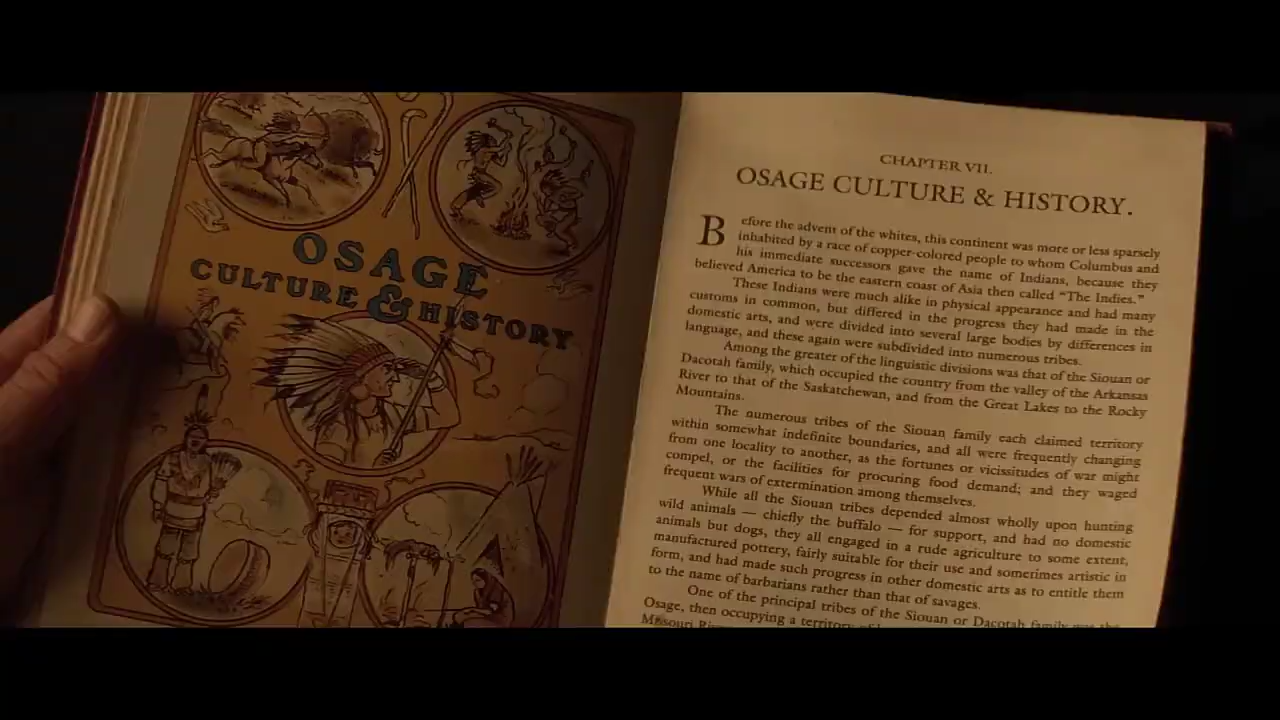 OSAGE
CULTURE & HISTORY
CHAPTER VII.
OSAGE CULTURE & HISTORY.
Before the advent of the whites, this continent was more or less sparsely
inhabited by a race of copper-colored people to whom Columbus and
his immediate successors gave the name of Indians, because they
believed America to be the eastern coast of Asia then called "The Indies."
These Indians were much alike in physical appearance and had many
customs in common, but differed in the progress they had made in the
domestic arts, and were divided into several large bodies by differences in
language, and these again were subdivided into numerous tribes.
Among the greater of the linguistic divisions was that of the Siouan or
Dacotah family, which occupied the country from the valley of the Arkansas
River to that of the Saskatchewan, and from the Great Lakes to the Rocky
Mountains.
The numerous tribes of the Siouan family each claimed territory
within somewhat indefinite boundaries, and all were frequently changing
from one locality to another, as the fortunes or vicissitudes of war might
compel, or the facilities for procuring food demand; and they waged
frequent wars of extermination among themselves.
While all the Siouan tribes depended almost wholly upon hunting
wild animals — chiefly the buffalo — for support, and had no domestic
animals but dogs, they all engaged in a rude agriculture to some extent,
manufactured pottery, fairly suitable for their use and sometimes artistic in
form, and had made such progress in other domestic arts as to entitle them
to the name of barbarians rather than that of savages.
One of the principal tribes of the Siouan or Dacotah family was the
Osage, then occupying a territory
Missouri River